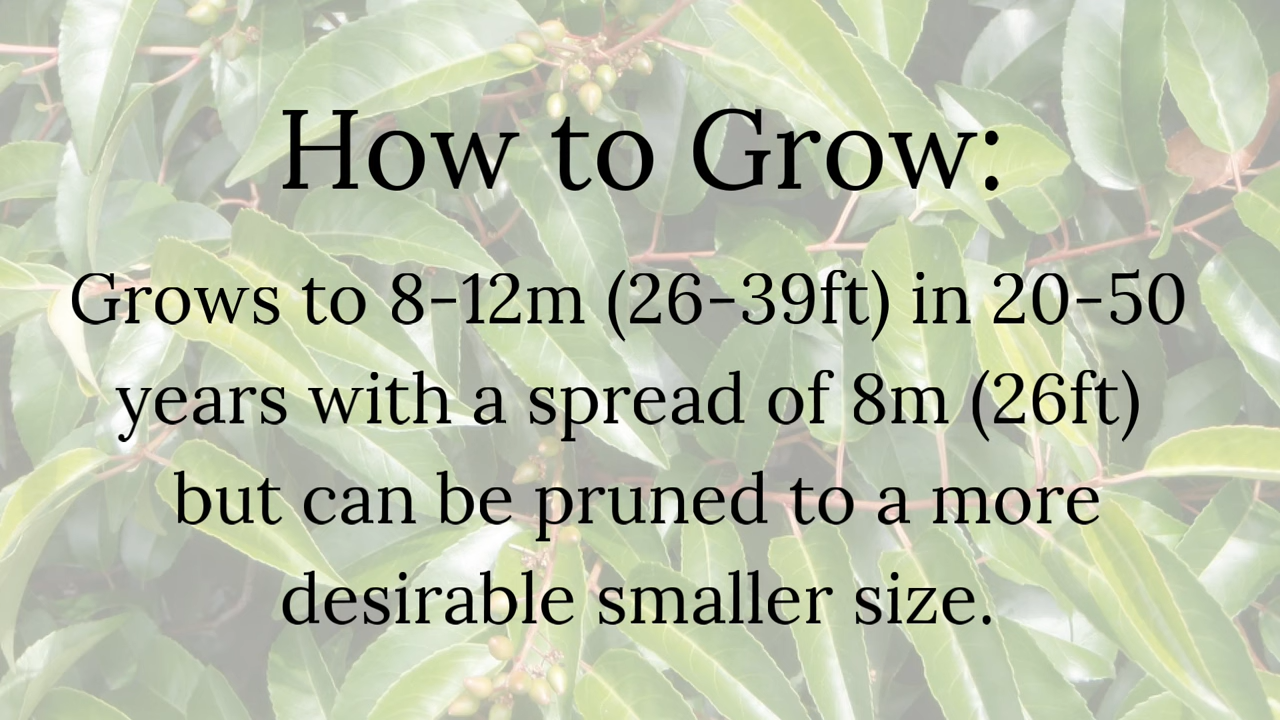 How to Grow:
Grows to 8-12m (26-39ft) in 20-50
years with a spread of 8m (26ft)
but can be pruned to a more
desirable smaller size.